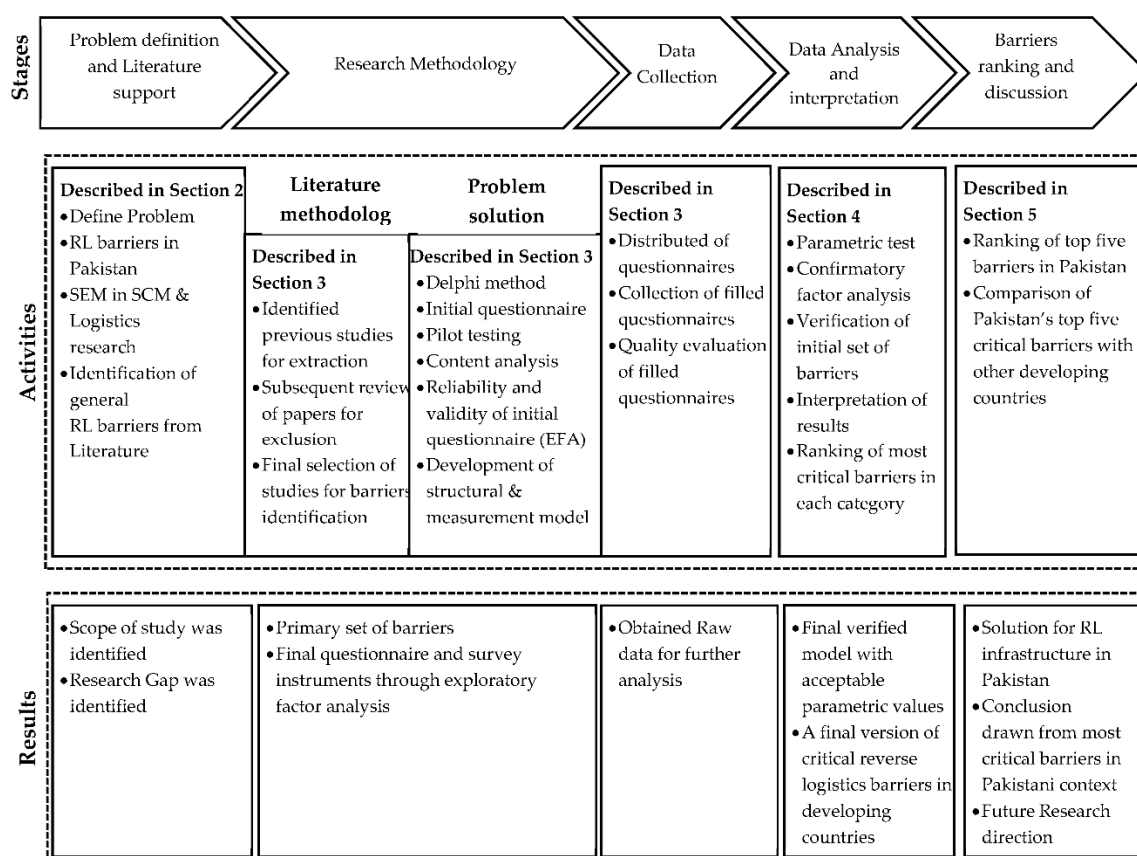 Stages
Problem definition
and Literature
support
Research Methodology
Data
Collection
Data Analysis
and
interpretation
Barriers
ranking and
discussion
Activities
Described in Section 2
•Define Problem
•RL barriers in
Pakistan
•SEM in SCM &
Logistics
research
•Identification of
general
RL barriers from
Literature
Literature
methodolog
Described in
Section 3
•Identified
previous studies
for extraction
•Subsequent review
of papers for
exclusion
•Final selection of
studies for barriers
identification
Problem
solution
Described in Section 3
•Delphi method
•Initial questionnaire
•Pilot testing
•Content analysis
•Reliability and
validity of initial
questionnaire (EFA)
•Development of
structural &
measurement model
Described in
Section 3
•Distributed of
questionnaires
•Collection of filled
questionnaires
•Quality evaluation
of filled
questionnaires
Described in
Section 4
•Parametric test
•Confirmatory
factor analysis
•Verification of
initial set of
barriers
•Interpretation of
results
•Ranking of most
critical barriers in
each category
Described in
Section 5
•Ranking of top five
barriers in Pakistan
•Comparison of
Pakistan's top five
critical barriers with
other developing
countries
Results
•Scope of study was
identified
•Research Gap was
identified
•Primary set of barriers
•Final questionnaire and survey
instruments through exploratory
factor analysis
•Obtained Raw
data for further
analysis
•Final verified
model with
acceptable
parametric values
•A final version of
critical reverse
logistics barriers in
developing
countries
•Solution for RL
infrastructure in
Pakistan
•Conclusion
drawn from most
critical barriers in
Pakistani context
•Future Research
direction